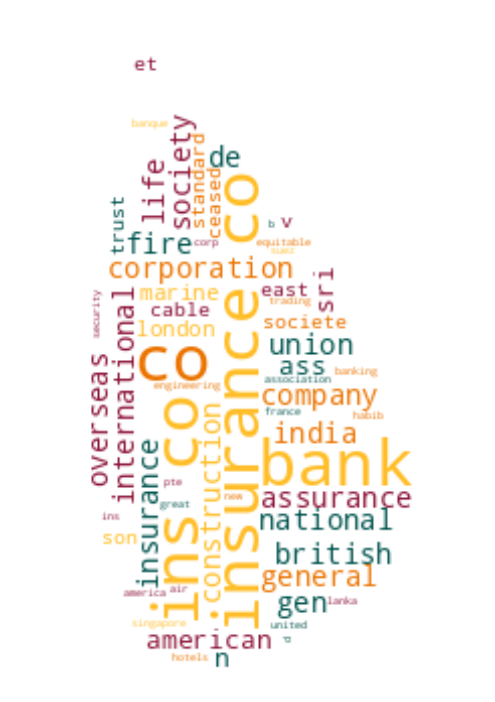 et
banque
society
standard
de
life
ceased
co
trust
b
v
fire
corp
equitable
suez
corporation
sri
east
marine
trading
security
international
cable
insurance co
societe
london
union
co
overseas
ass
banking
association
engineering
company
ins co
construction
france
habib
india
bank
insurance
pte
new
assurance
great
ins
national
son
british
general
america
air
gen
lanka
singapore
united
american
p
hotels
n